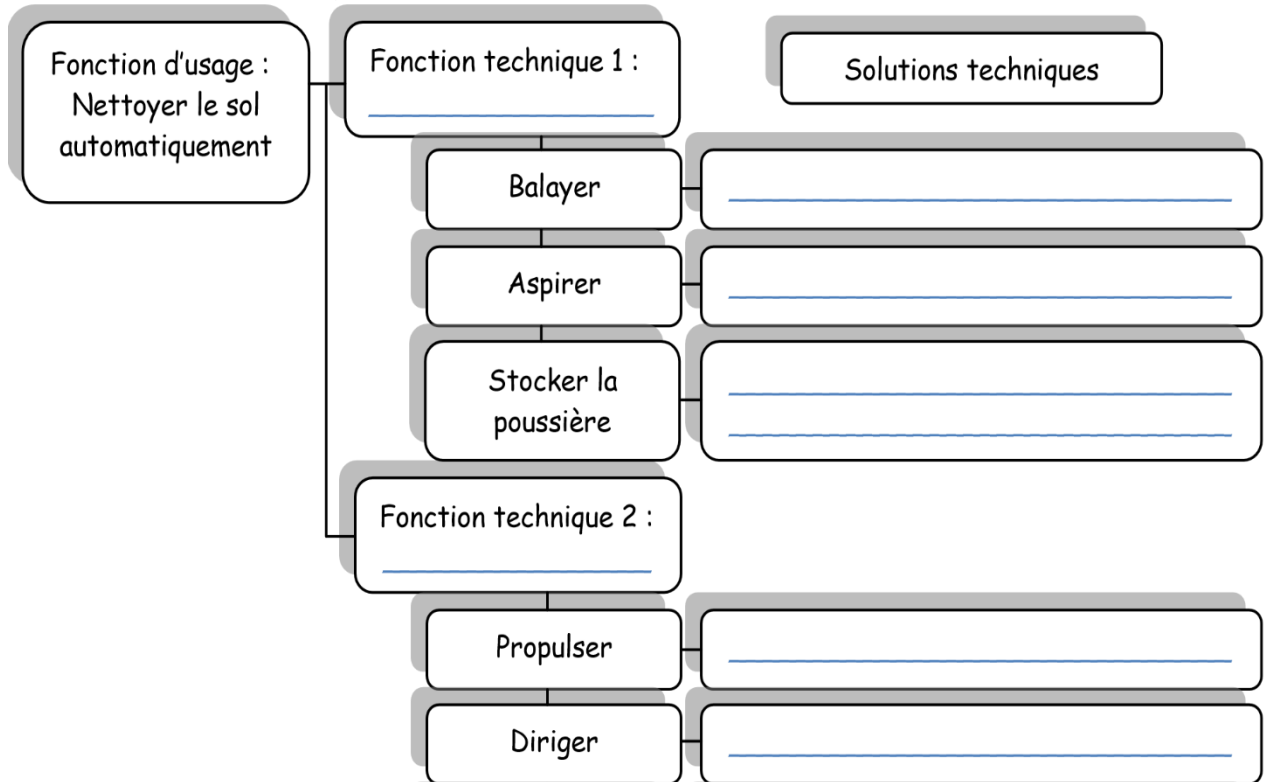 Fonction d'usage :
Nettoyer le sol
automatiquement
Fonction technique 1 :
Solutions techniques
Balayer
Aspirer
Stocker la
poussière
Fonction technique 2 :
Propulser
Diriger